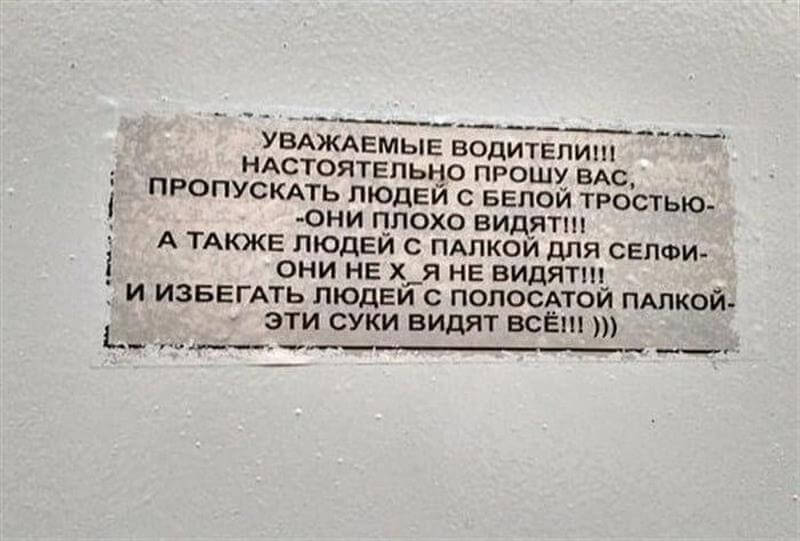 УВАЖАЕМЫЕ ВОДИТЕЛИ!!!
НАСТОЯТЕЛЬНО ПРОШУ ВАС,
ПРОПУСКАТЬ ЛЮДЕЙ С БЕЛОЙ ТРОСТЬЮ-
-ОНИ ПЛОХО ВИДЯТ!!!
А ТАКЖЕ ЛЮДЕЙ С ПАЛКОЙ ДЛЯ СЕЛФИ-
ОНИ НЕ Х_Я НЕ ВИДЯТ!!!
И ИЗБЕГАТЬ ЛЮДЕЙ С ПОЛОСАТОЙ ПАЛКОЙ-
ЭТИ СУКИ ВИДЯТ ВСЁ!!! )))